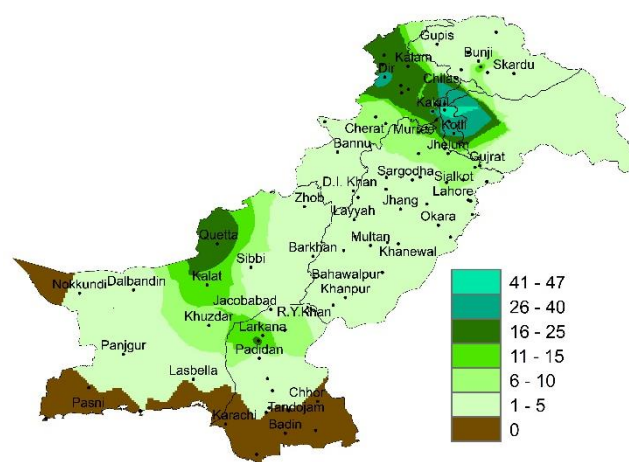 Gupis
Kalam
Bunji
Dir
Skardu
Chilas
Kakul
Kotli
Cherat
Murree
Bannu
Jhelum
Gujrat
Sargodha
Sialkot
D.I. Khan
Lahore
Zhob
Jhang
Layyah
Okara
Quetta
Multan
Barkhan
Khanewal
Sibbi
Kalat
Bahawalpur
Nokkundi
Dalbandin
Khanpur
Jacobabad
R.Y.Khan
Khuzdar
Larkana
Panjgur
Padidan
Lasbella
Chhor
Pasni
Karachi
Tandojam
Badin
41 - 47
26 - 40
16 - 25
11 - 15
6 - 10
1 - 5
0